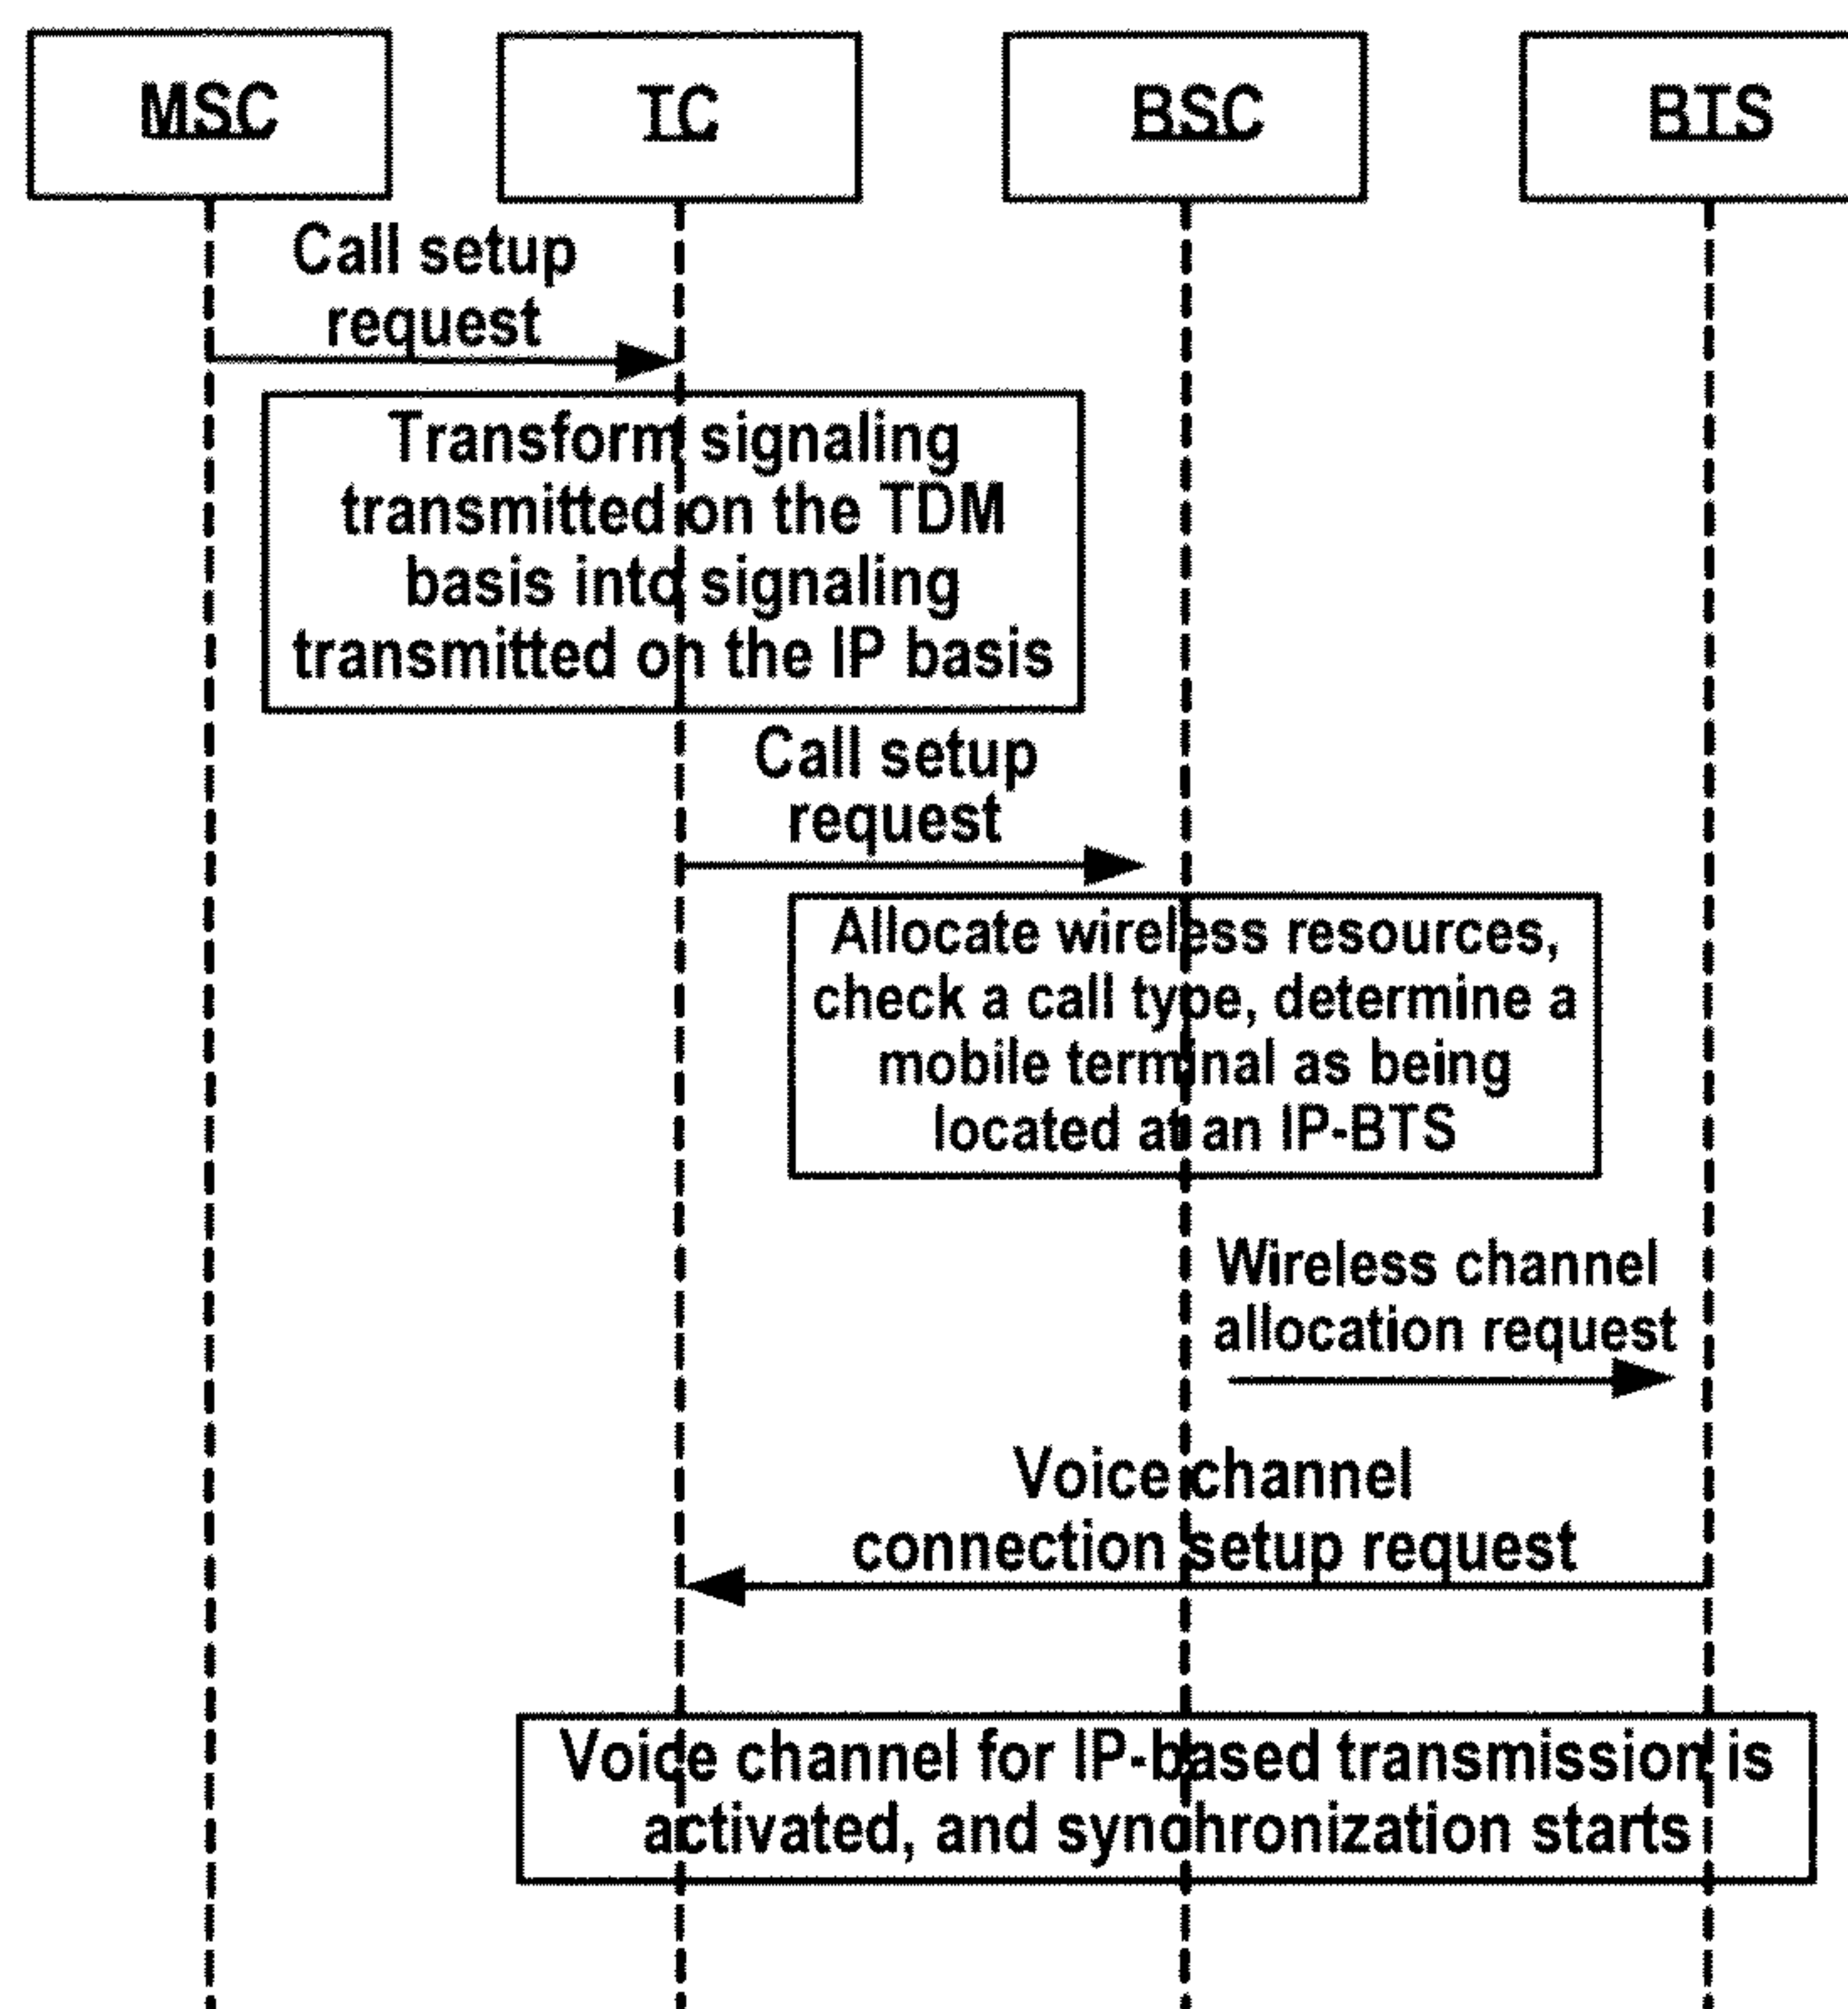 MSC
IC
BSC
BTS
Call setup
request
Transform signaling
transmitted on the TDM
basis into signaling
transmitted on the IP basis
Call setup
request
Allocate wireless resources,
check a call type, determine a
mobile terminal as being
located at an IP-BTS
Wireless channel
allocation request
Voice channel
connection setup request
Voice channel for IP-based transmission is
activated, and synchronization starts